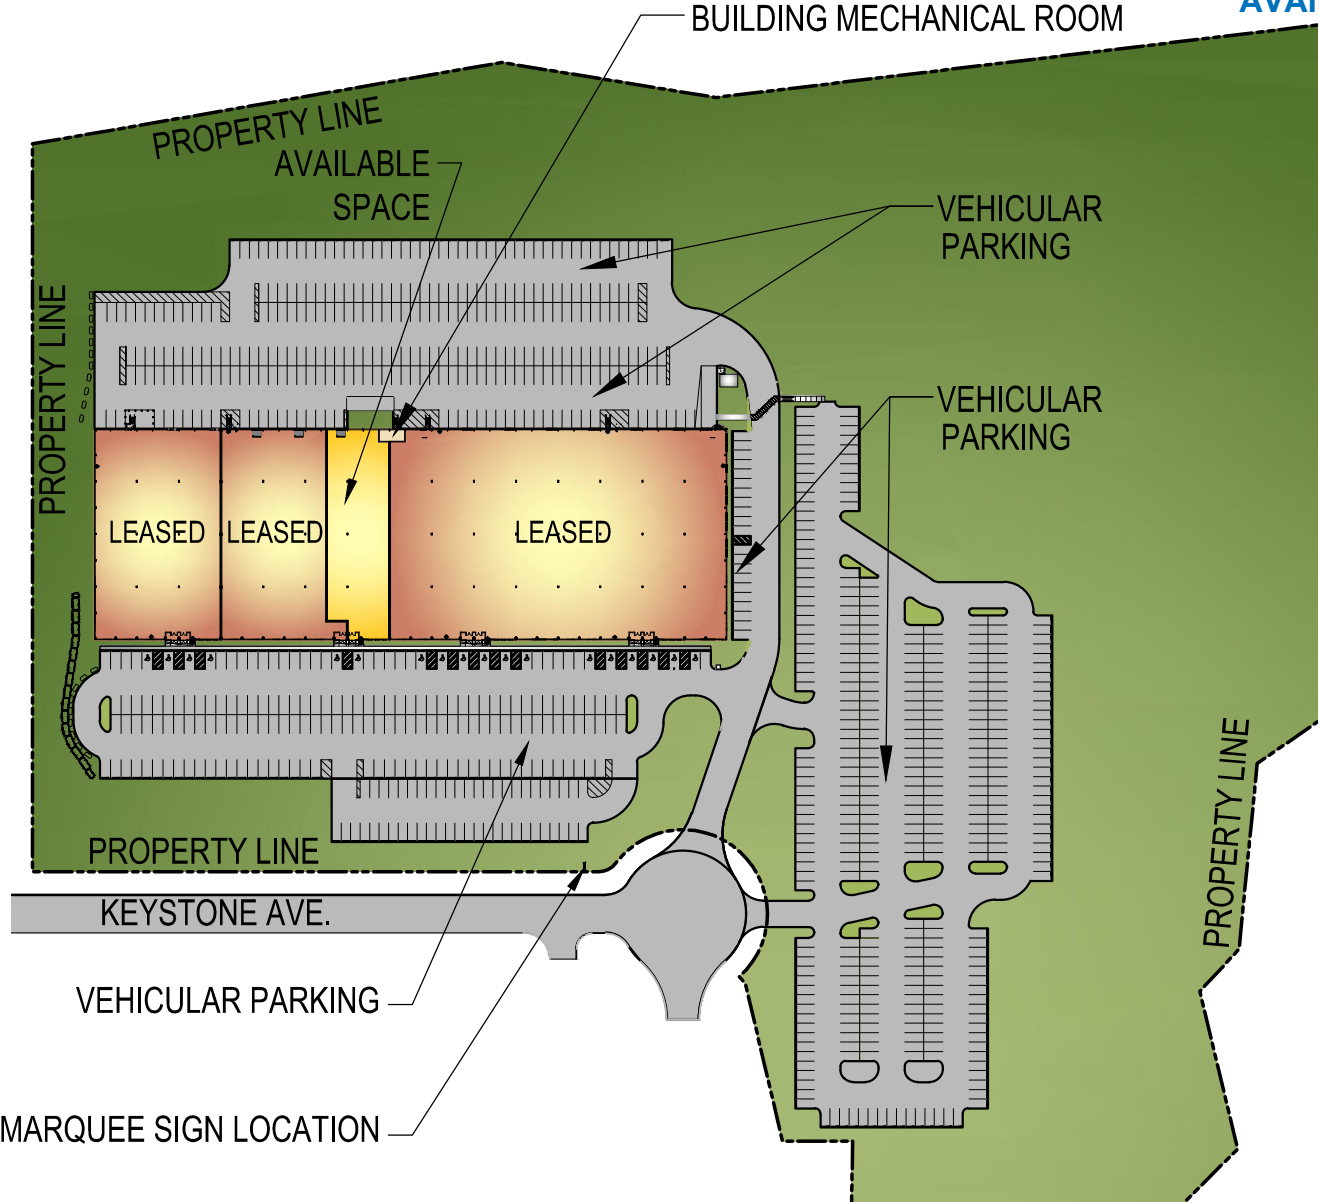 BUILDING MECHANICAL ROOM
PROPERTY LINE
AVAILABLE
SPACE
VEHICULAR
PARKING
PROPERTY LINE
VEHICULAR
PARKING
LEASED
LEASED
LEASED
PROPERTY LINE
PROPERTY LINE
KEYSTONE AVE.
VEHICULAR PARKING
MARQUEE SIGN LOCATION